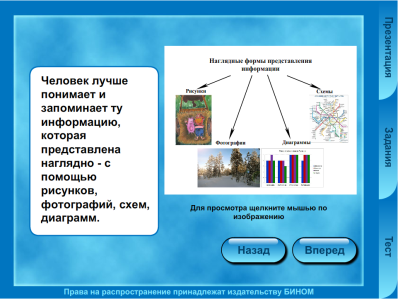 Человек лучше
понимает и
запоминает ту
информацию,
которая
представлена
наглядно - с
помощью
рисунков,
фотографий, схем,
диаграмм.
Наглядные формы представления
информации
Рисунки
Схемы
Фотографии
Диаграммы
Для просмотра щелкните мышью по
изображению
Назад
Вперед
Презентация
Задания
Тест
Права на распространение принадлежат издательству БИНОМ